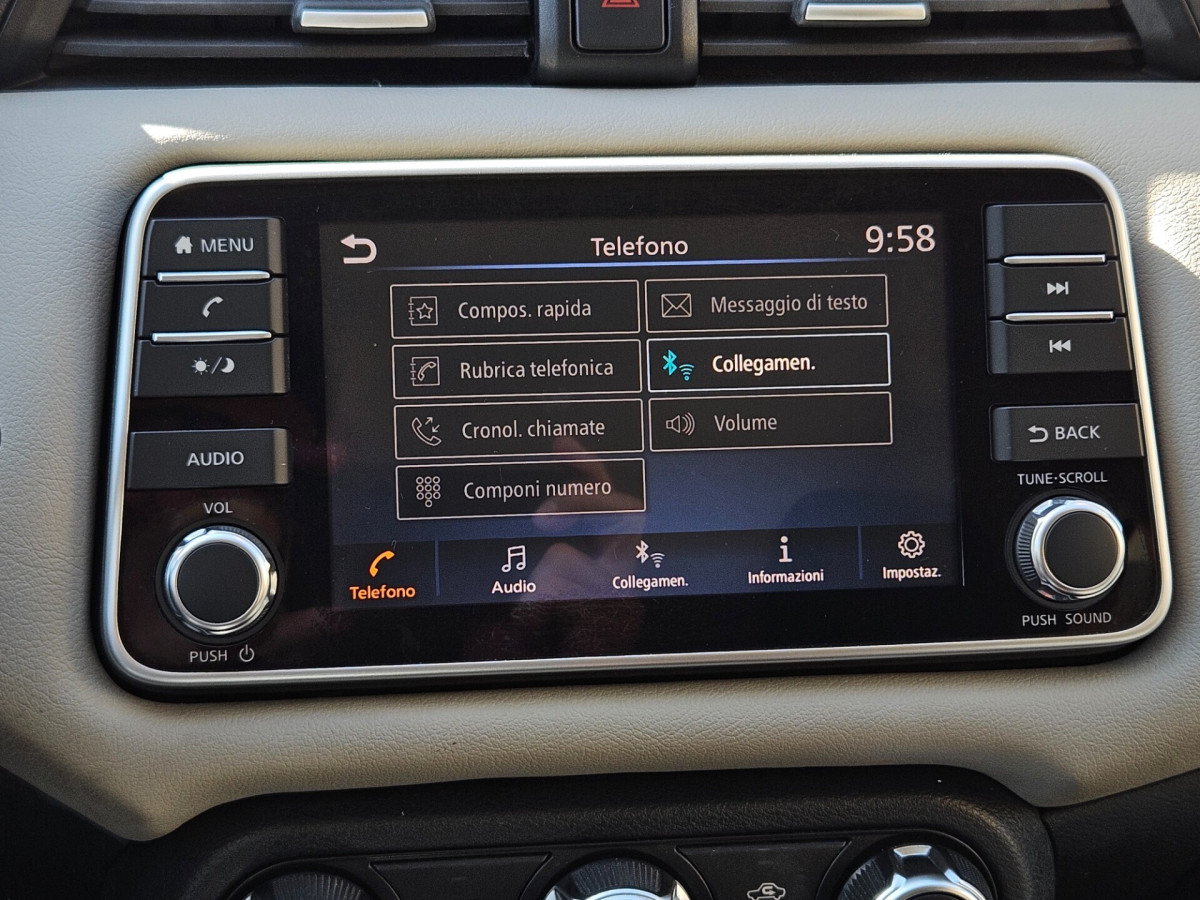 MENU
AUDIO
VOL
PUSH
Telefono
9:58
Compos. rapida
Messaggio di testo
Rubrica telefonica
Collegamen.
Cronol. chiamate
Volume
Componi numero
Telefono
Audio
Collegamen.
Informazioni
Impostaz.
BACK
TUNE·SCROLL
PUSH SOUND